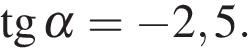 tg α = −2,5.